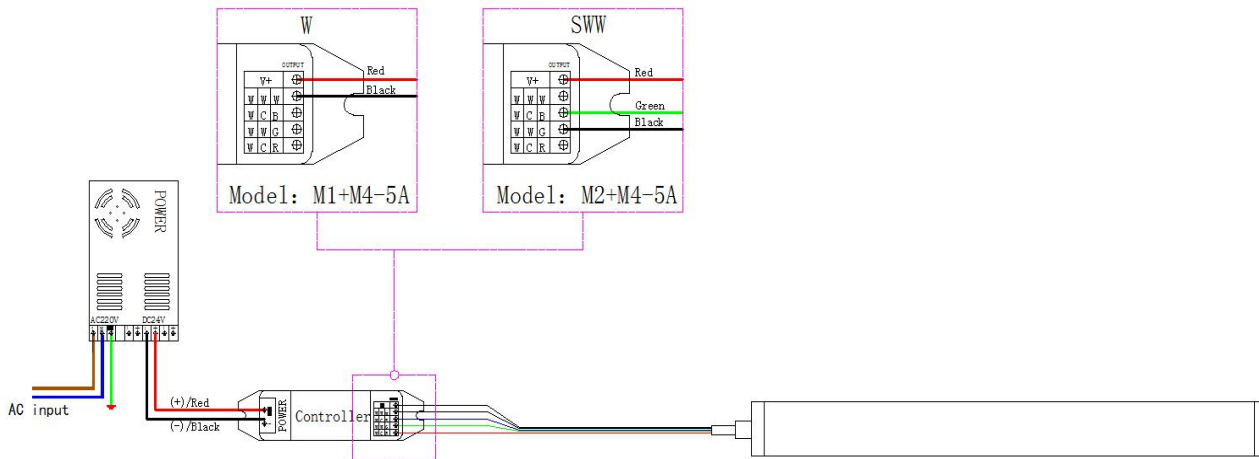 W
OUTPUT
V+
Red
W W W
Black
W C B
W W G
W C R
Model: M1+M4-5A
SWW
OUTPUT
V+
Red
W W W
W C B
Green
W W G
Black
W C R
Model: M2+M4-5A
POWER
AC220V
DC24V
AC input
(+)/Red
(-)/Black
POWER
Controller